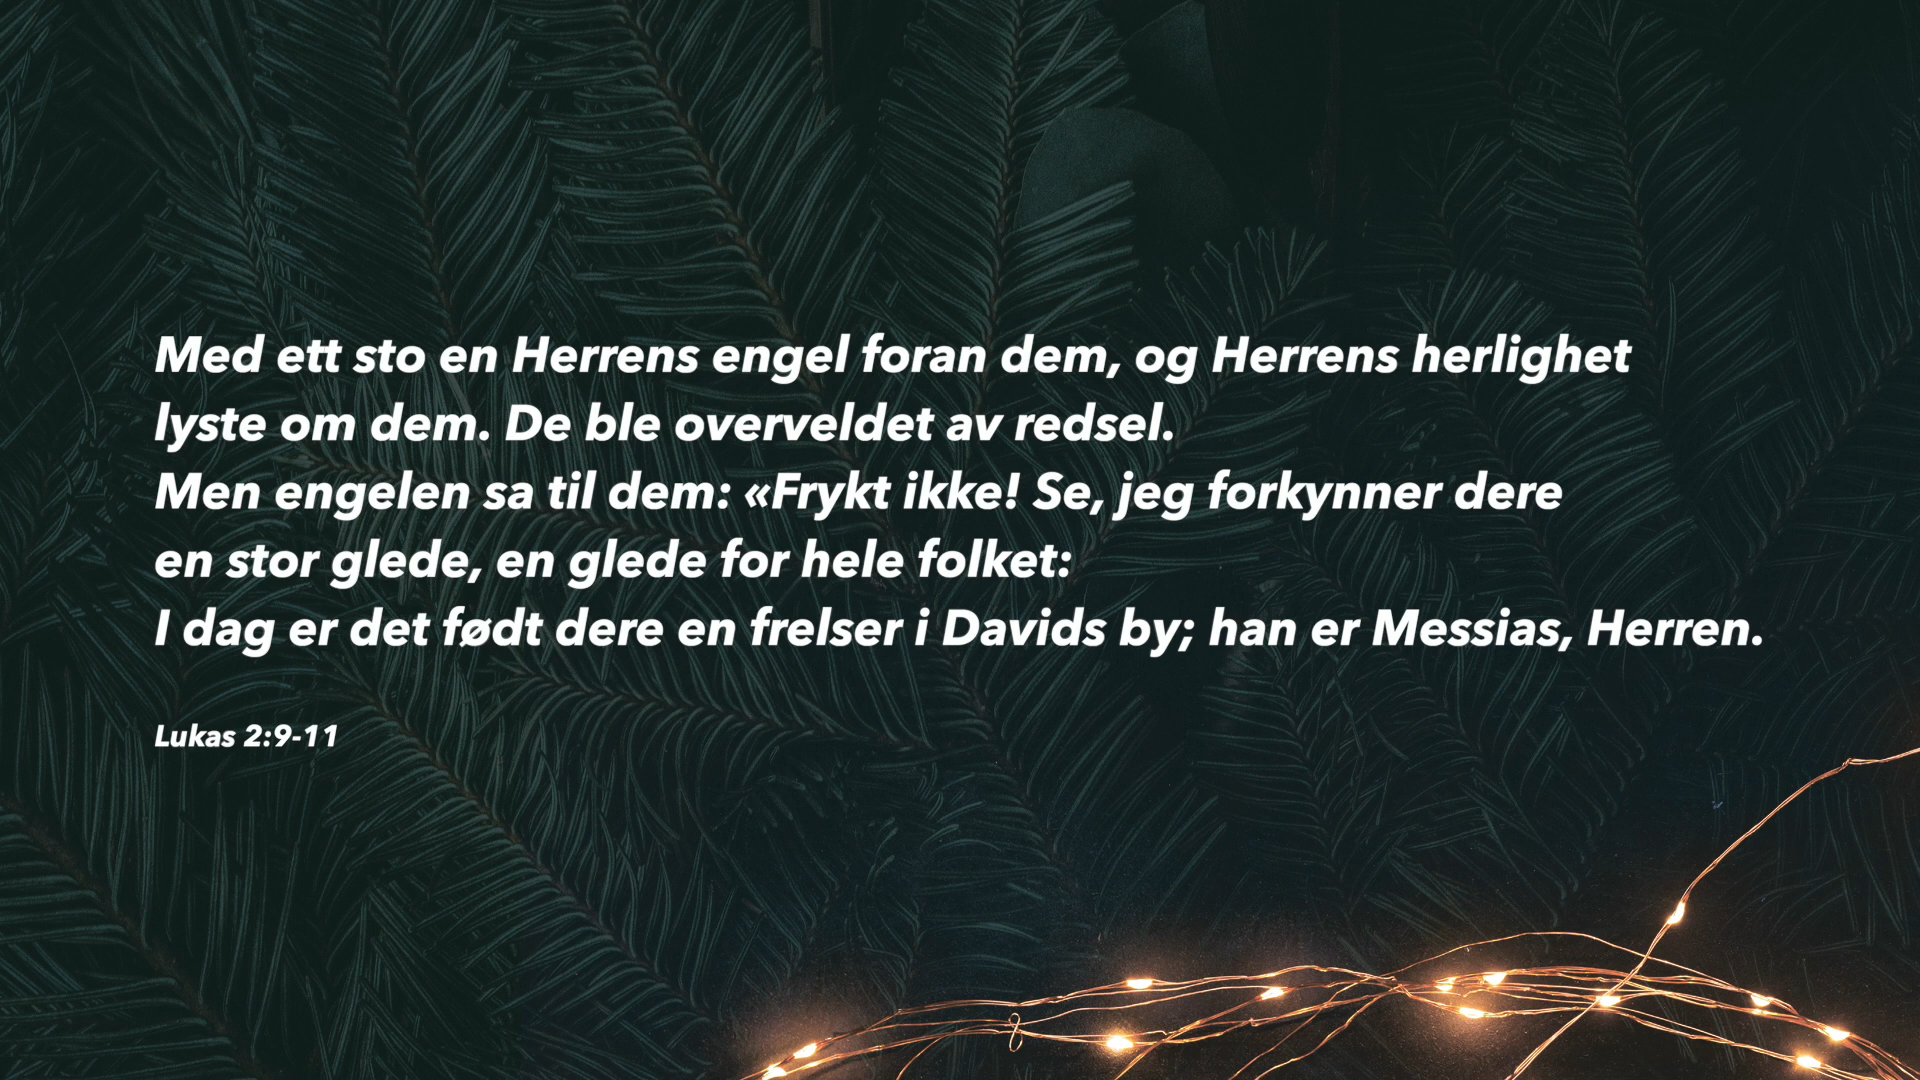 Med ett sto en Herrens engel foran dem, og Herrens herlighet
lyste om dem. De ble overveldet av redsel.
Men engelen sa til dem: «Frykt ikke! Se, jeg forkynner dere
en stor glede, en glede for hele folket:
I dag er det født dere en frelser i Davids by; han er Messias, Herren.
Lukas 2:9-11